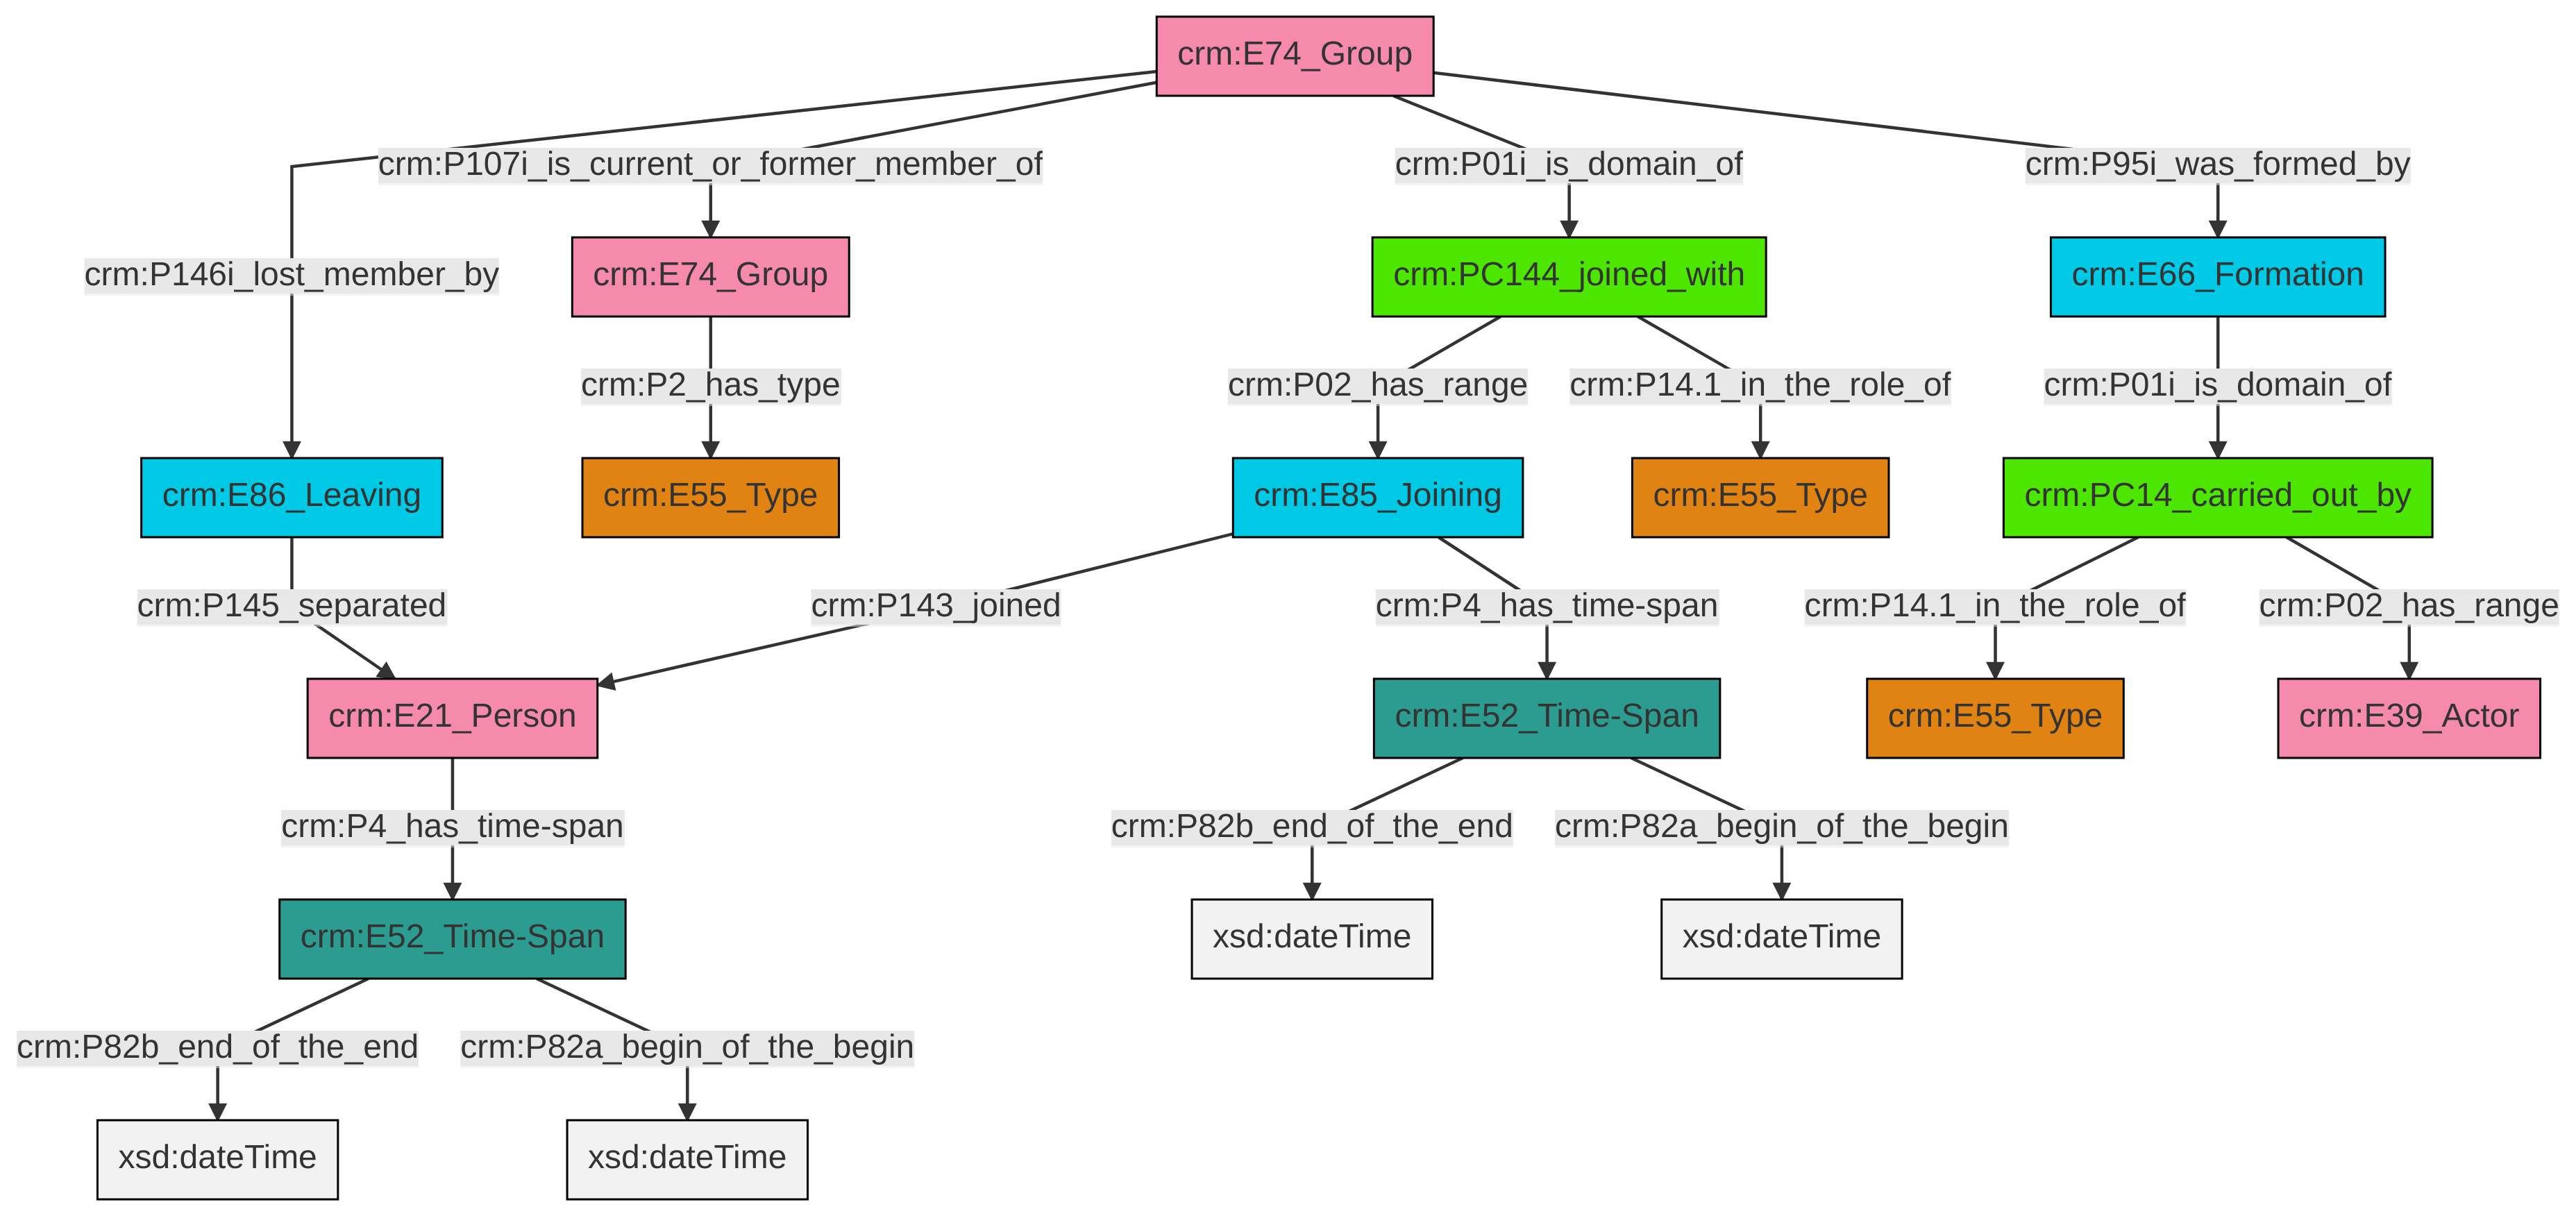 crm:E74_Group
crm:P107i_is_current_or_former_member_of
crm:P01i_is_domain_of
crm:P95i_was_formed_by
crm:P146i_lost_member_by
crm:E74_Group
crm:PC144_joined_with
crm:E66_Formation
crm:P2_has_type
crm:P02_has_range
crm:P14.1_in_the_role_of
crm:P01i_is_domain_of
crm:E86_Leaving
crm:E55_Type
crm:E85_Joining
crm:E55_Type
crm:PC14_carried_out_by
crm:P145_separated
crm:P143_joined
crm:P4_has_time-span
crm:P14.1_in_the_role_of
crm:P02_has_range
crm:E21_Person
crm:E52_Time-Span
crm:E55_Type
crm:E39_Actor
crm:P4_has_time-span
crm:P82b_end_of_the_end
crm:P82a_begin_of_the_begin
crm:E52_Time-Span
xsd:dateTime
xsd:dateTime
crm:P82b_end_of_the_end
crm:P82a_begin_of_the_begin
xsd:dateTime
xsd:dateTime